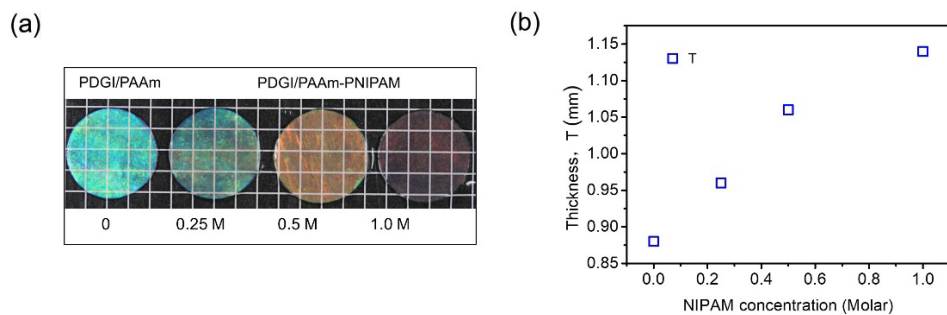 (a)
PDGI/PAAm PDGI/PAAm-PNIPAM
0 0.25 M 0.5 M 1.0 M
(b)
1.15
1.10
1.05
1.00
0.95
0.90
0.85
Thickness, T (mm)
T
0.0 0.2 0.4 0.6 0.8 1.0
NIPAM concentration (Molar)